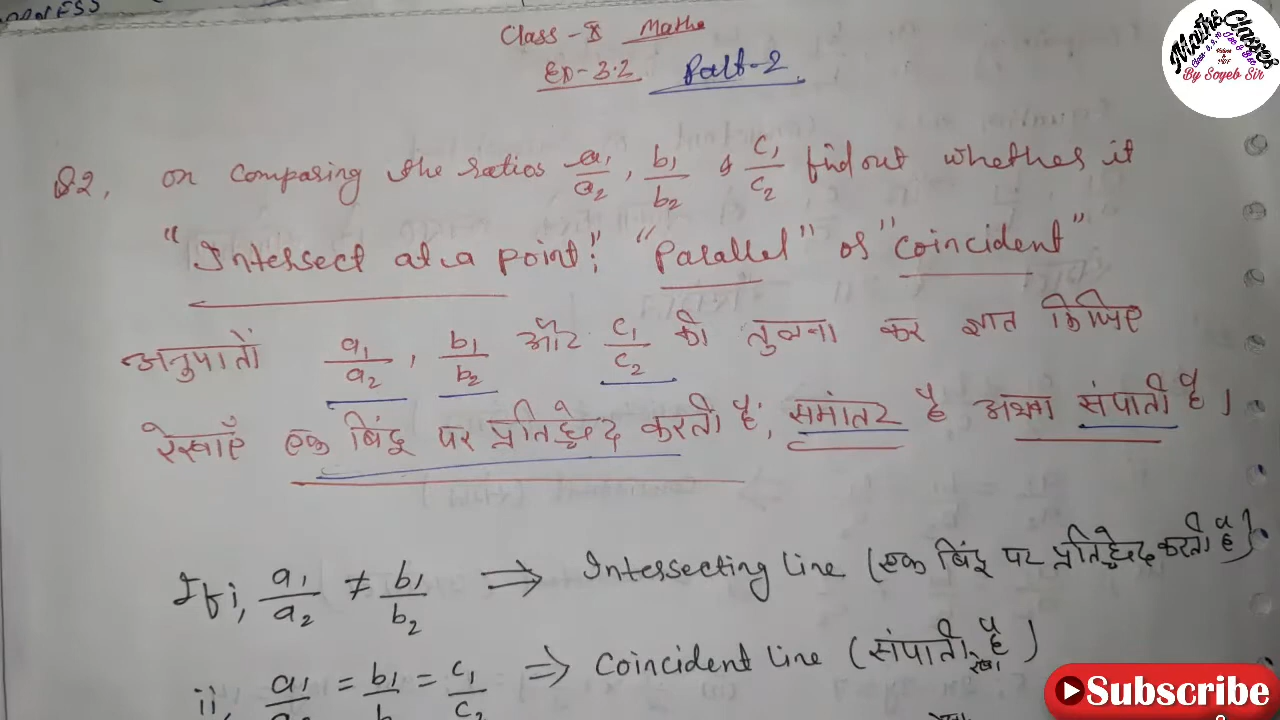 Class - X Maths
Ex- 3.2 Part-2
Maths Classes
By Soyeb Sir
Q2, on comparing the ratios a1/a2, b1/b2 & c1/c2 find out whether it
"Intersect at a point", "Parallel" or "coincident"
अनुपातों a1/a2, b1/b2 और c1/c2 की तुलना कर ज्ञात किजिए
रेखाएँ एक बिंदु पर प्रतिछेद करती है, समांतर है अथवा संपाती है।
If i, a1/a2 ≠ b1/b2 ⇒ Intersecting line (एक बिंदु पर प्रतिछेद करती है)
ii, a1/a2 = b1/b = c1/c2 ⇒ Coincident line (संपाती है)
रेखा
Subscribe